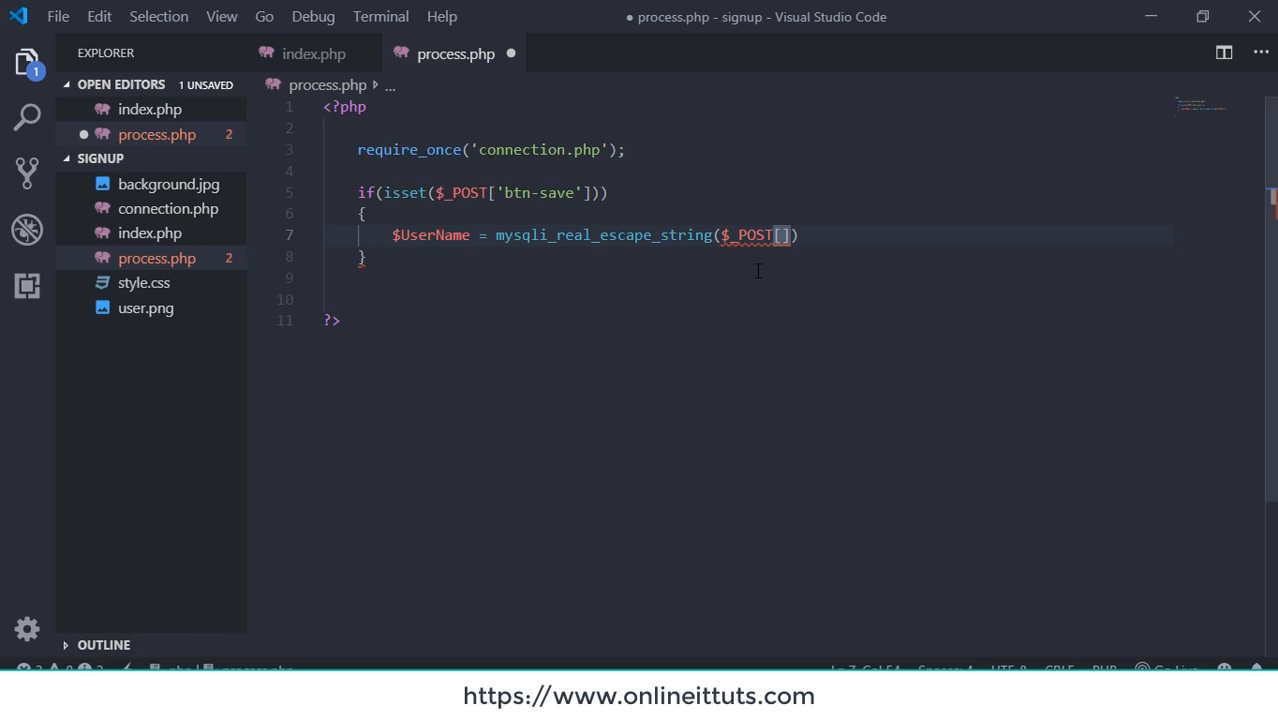 File Edit Selection View Go Debug Terminal Help ● process.php - signup - Visual Studio Code
EXPLORER
index.php process.php
OPEN EDITORS 1 UNSAVED
process.php ...
index.php
process.php 2
SIGNUP
background.jpg
connection.php
index.php
process.php 2
style.css
user.png
OUTLINE
1
1 <?php
2
3 require_once('connection.php');
4
5 if(isset($_POST['btn-save']))
6 {
7 $UserName = mysqli_real_escape_string($_POST[])
8 }
9
10
11 ?>
https://www.onlineittuts.com